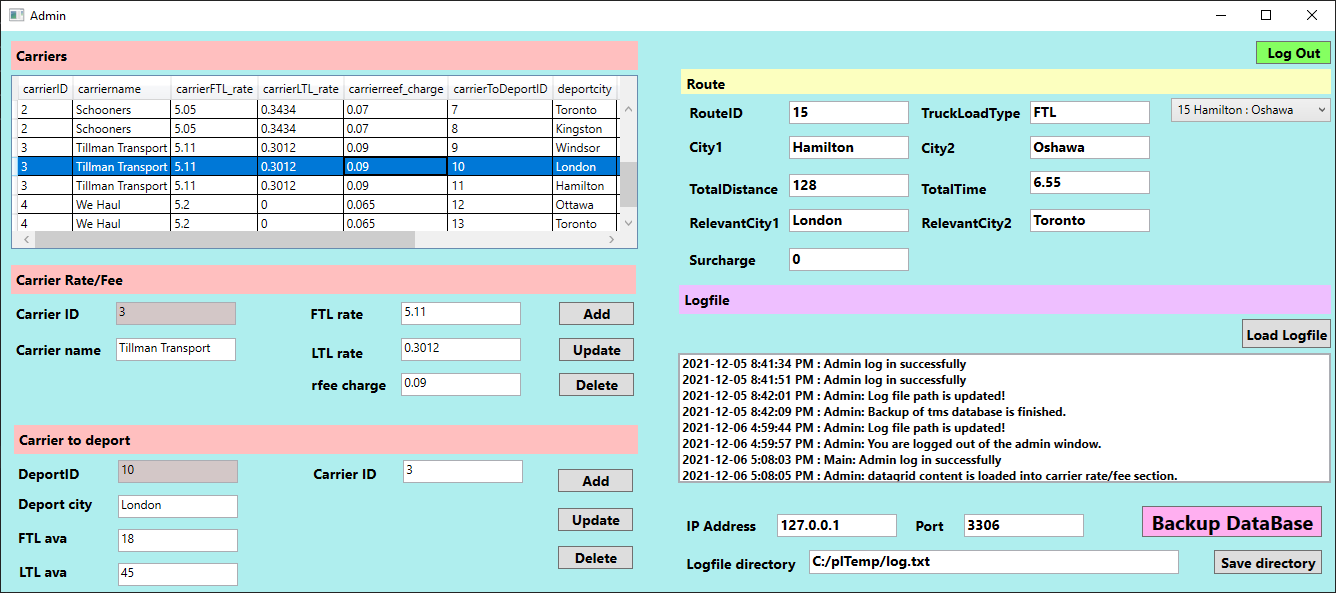 Admin
Log Out
Carriers
carrierID carriername carrierFTL_rate carrierLTL_rate carrierreef_charge carrierToDeportID deportcity
2 Schooners 5.05 0.3434 0.07 7 Toronto
2 Schooners 5.05 0.3434 0.07 8 Kingston
3 Tillman Transport 5.11 0.3012 0.09 9 Windsor
3 Tillman Transport 5.11 0.3012 0.09 10 London
3 Tillman Transport 5.11 0.3012 0.09 11 Hamilton
4 We Haul 5.2 0 0.065 12 Ottawa
4 We Haul 5.2 0 0.065 13 Toronto
Carrier Rate/Fee
Carrier ID 3 FTL rate 5.11 Add
Carrier name Tillman Transport LTL rate 0.3012 Update
rfee charge 0.09 Delete
Carrier to deport
DeportID 10 Carrier ID 3 Add
Deport city London
Update
FTL ava 18
Delete
LTL ava 45
Route
RouteID 15 TruckLoadType FTL 15 Hamilton : Oshawa
City1 Hamilton City2 Oshawa
TotalDistance 128 TotalTime 6.55
RelevantCity1 London RelevantCity2 Toronto
Surcharge 0
Logfile
Load Logfile
2021-12-05 8:41:34 PM : Admin log in successfully
2021-12-05 8:41:51 PM : Admin log in successfully
2021-12-05 8:42:01 PM : Admin: Log file path is updated!
2021-12-05 8:42:09 PM : Admin: Backup of tms database is finished.
2021-12-06 4:59:44 PM : Admin: Log file path is updated!
2021-12-06 4:59:57 PM : Admin: You are logged out of the admin window.
2021-12-06 5:08:03 PM : Main: Admin log in successfully
2021-12-06 5:08:05 PM : Admin: datagrid content is loaded into carrier rate/fee section.
IP Address 127.0.0.1 Port 3306 Backup DataBase
Logfile directory C:/plTemp/log.txt Save directory